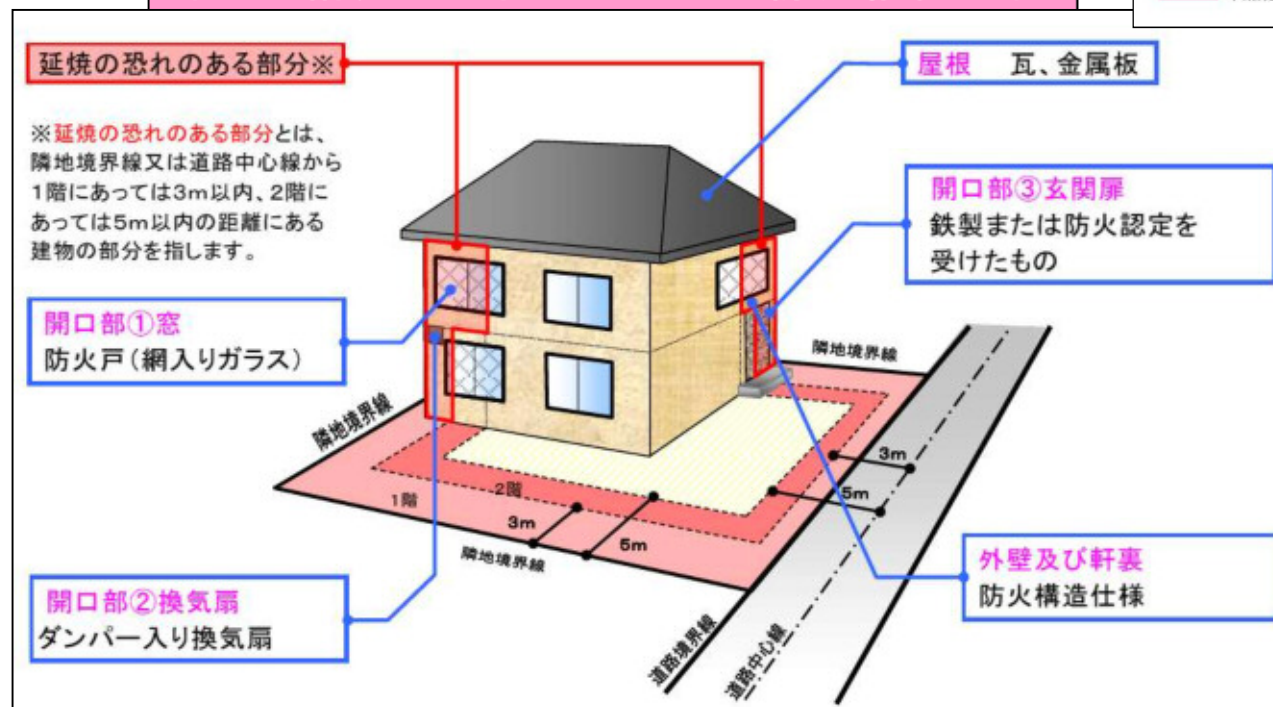 延焼の恐れのある部分※
※延焼の恐れのある部分とは、
隣地境界線又は道路中心線から
1階にあっては3m以内、2階に
あっては5m以内の距離にある
建物の部分を指します。
屋根 瓦、金属板
開口部③玄関扉
鉄製または防火認定を
受けたもの
開口部①窓
防火戸(網入りガラス)
隣地境界線
隣地境界線
3m
5m
1階
2階
3m
5m
隣地境界線
開口部②換気扇
ダンパー入り換気扇
外壁及び軒裏
防火構造仕様
道路境界線
道路中心線